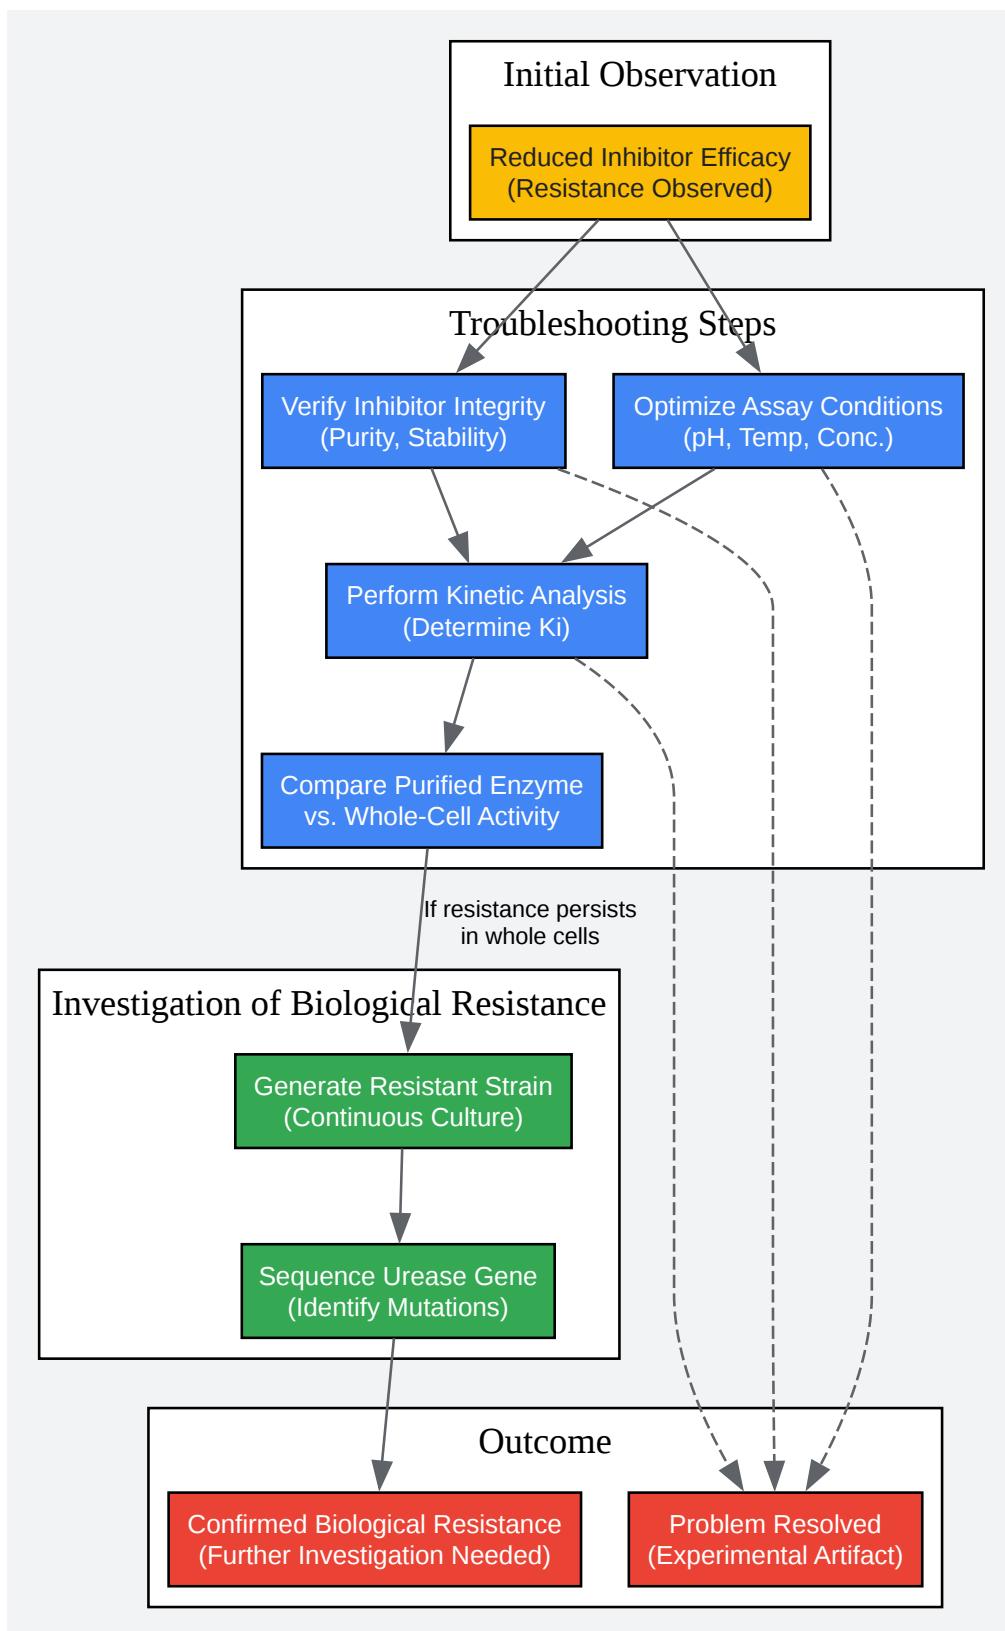 Initial Observation
Reduced Inhibitor Efficacy
(Resistance Observed)
Troubleshooting Steps
Verify Inhibitor Integrity
(Purity, Stability)
Optimize Assay Conditions
(pH, Temp, Conc.)
Perform Kinetic Analysis
(Determine Ki)
Compare Purified Enzyme
vs. Whole-Cell Activity
If resistance persists
in whole cells
Investigation of Biological Resistance
Generate Resistant Strain
(Continuous Culture)
Sequence Urease Gene
(Identify Mutations)
Outcome
Confirmed Biological Resistance
(Further Investigation Needed)
Problem Resolved
(Experimental Artifact)